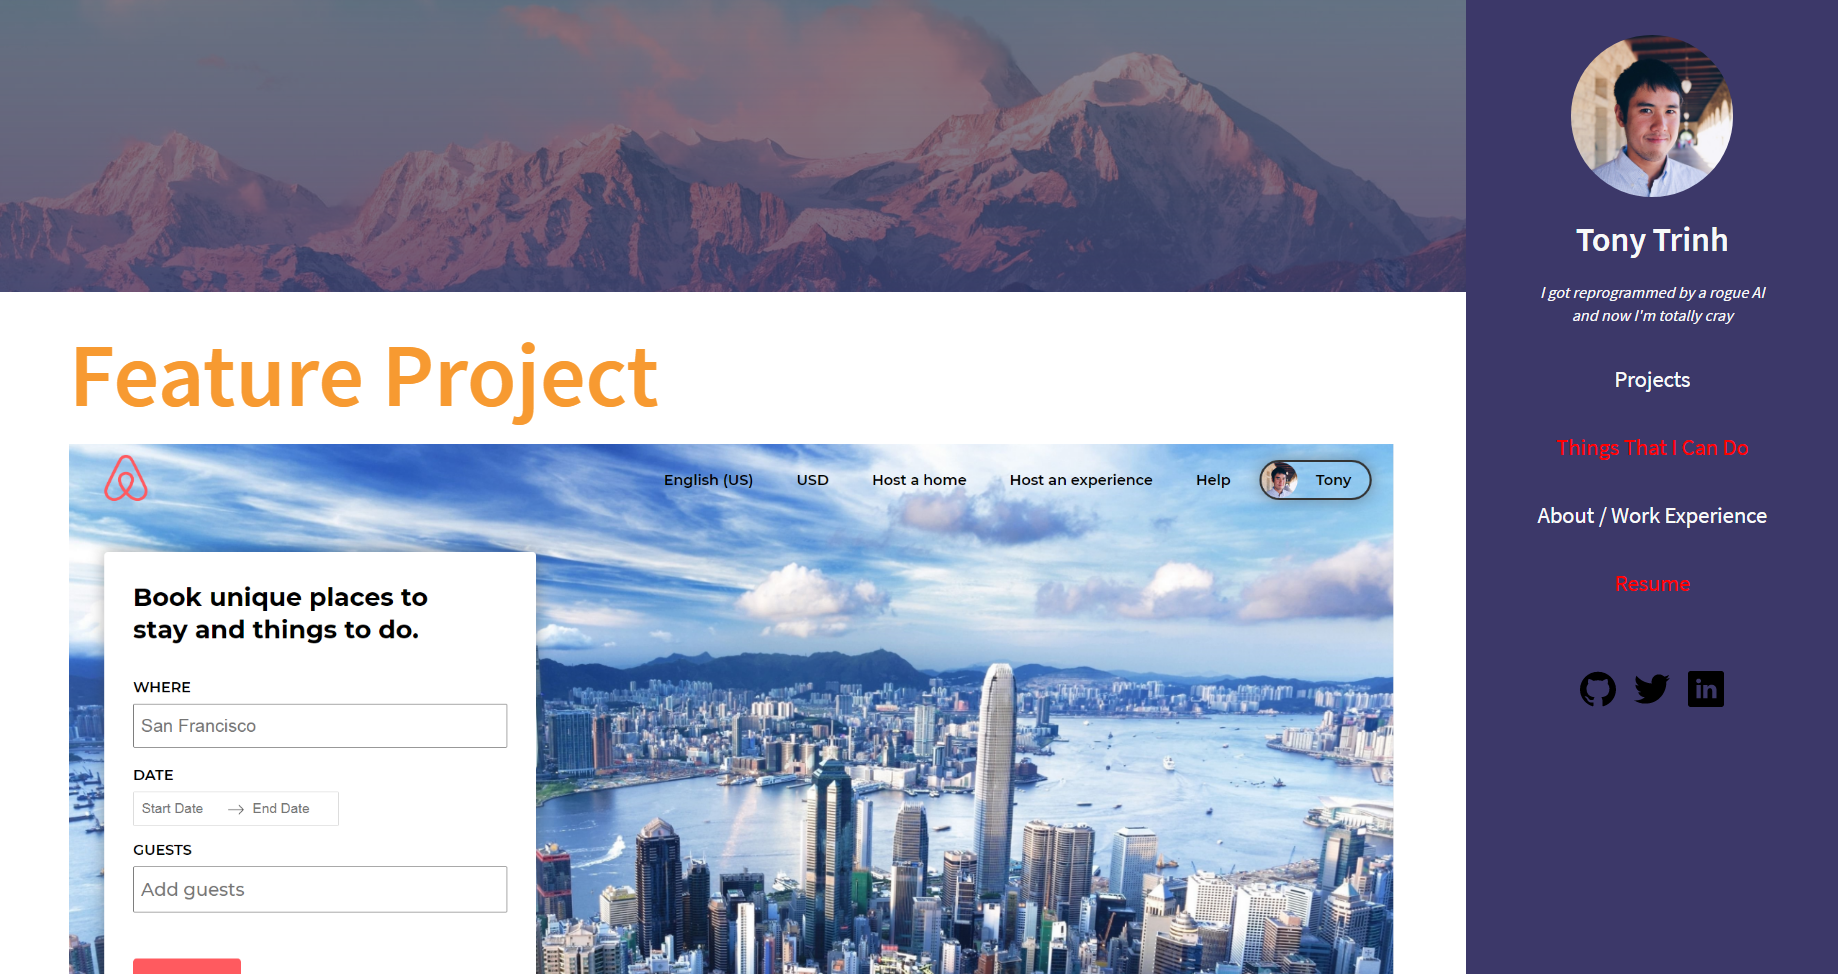 Feature Project
English (US) USD Host a home Host an experience Help Tony
Book unique places to
stay and things to do.
WHERE
San Francisco
DATE
Start Date End Date
GUESTS
Add guests
Tony Trinh
I got reprogrammed by a rogue AI
and now I'm totally cray
Projects
Things That I Can Do
About / Work Experience
Resume
in